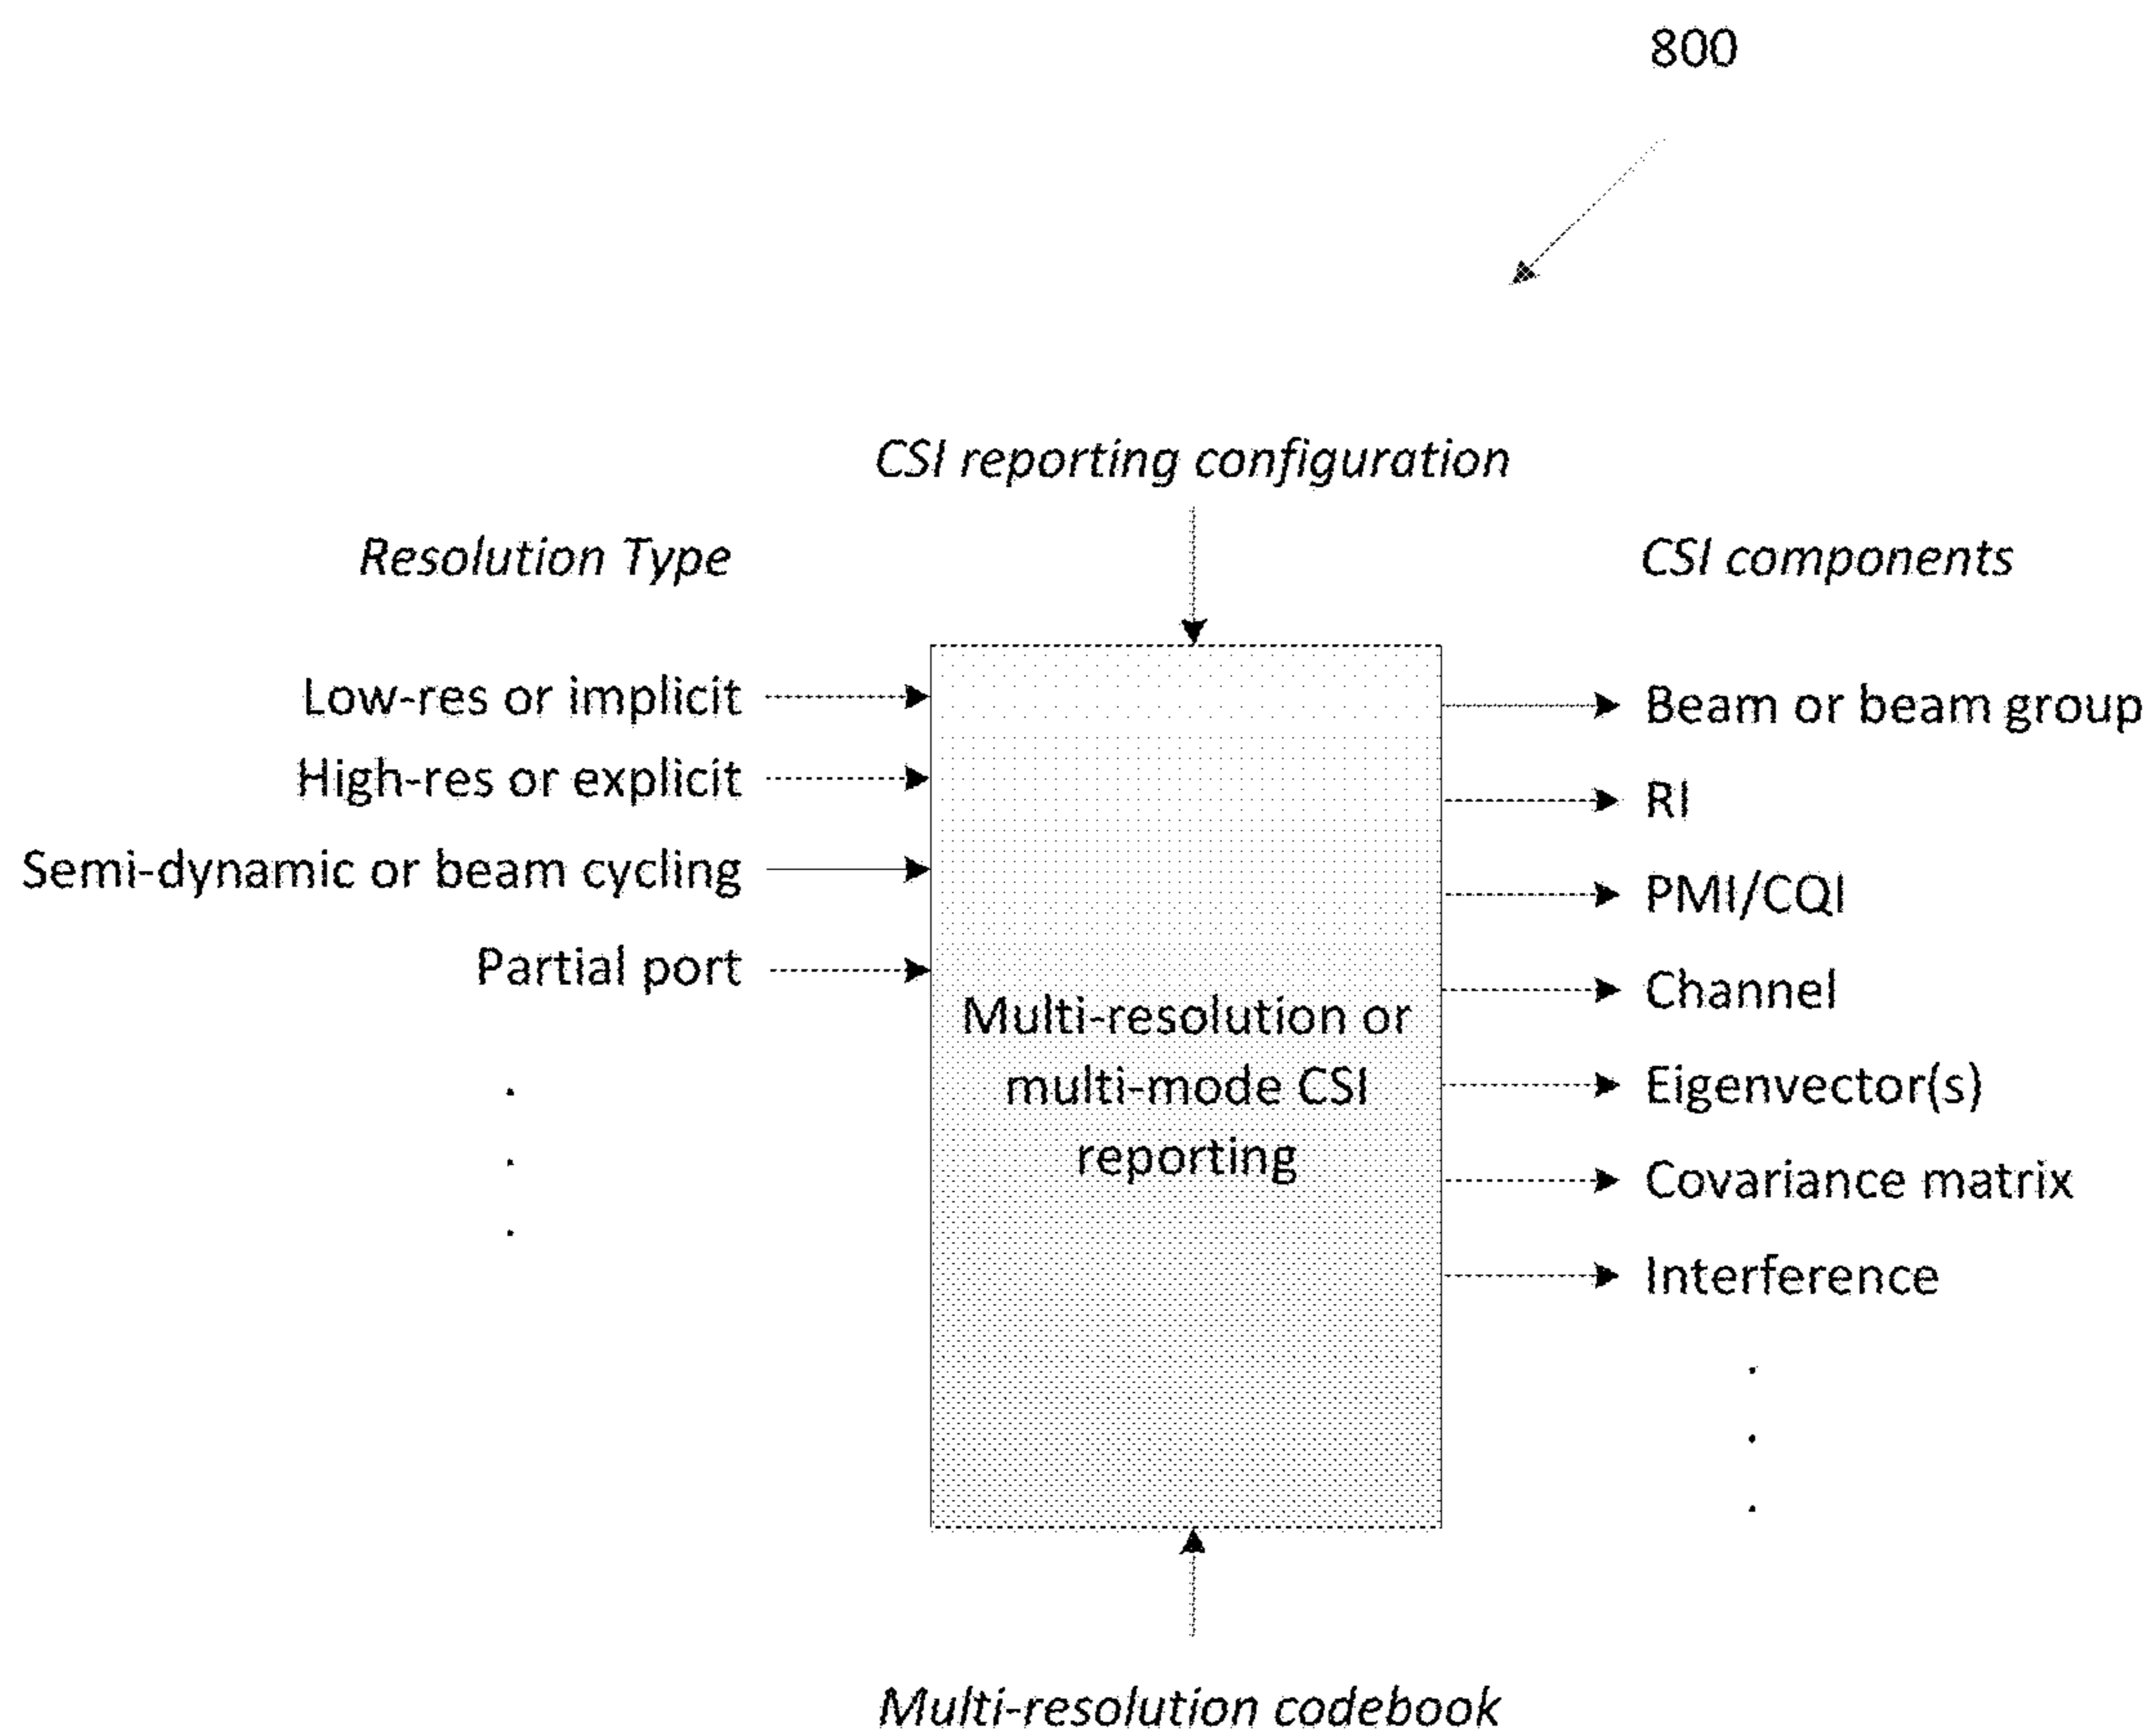 800
CSI reporting configuration
Resolution Type
CSI components
Low-res or implicit
High-res or explicit
Semi-dynamic or beam cycling
Partial port
.
.
.
Multi-resolution or
multi-mode CSI
reporting
Beam or beam group
RI
PMI/CQI
Channel
Eigenvector(s)
Covariance matrix
Interference
.
.
.
Multi-resolution codebook